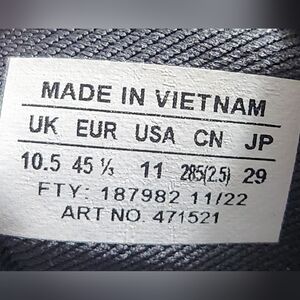 MADE IN VIETNAM
UK EUR USA CN JP
10.5 45 ⅓ 11 285(2.5) 29
FTY: 187982 11/22
ART NO. 471521